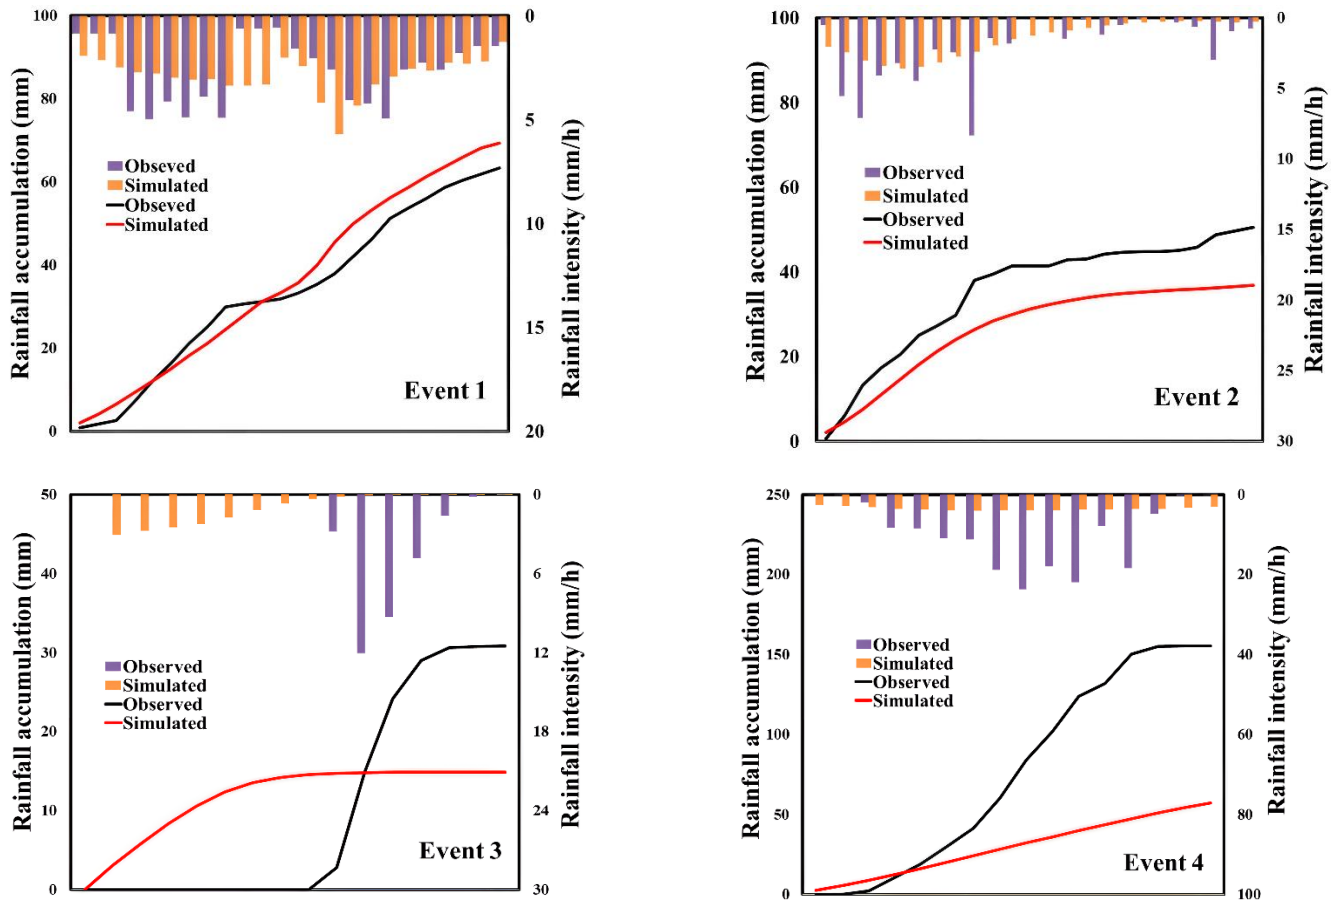 100
80
60
40
20
0
Rainfall accumulation (mm)
0
5
10
15
20
Rainfall intensity (mm/h)
Obseved
Simulated
Obseved
Simulated
Event 1
100
80
60
40
20
0
Rainfall accumulation (mm)
0
5
10
15
20
25
30
Rainfall intensity (mm/h)
Observed
Simulated
Observed
Simulated
Event 2
50
40
30
20
10
0
Rainfall accumulation (mm)
0
6
12
18
24
30
Rainfall intensity (mm/h)
Observed
Simulated
Observed
Simulated
Event 3
250
200
150
100
50
0
Rainfall accumulation (mm)
0
20
40
60
80
100
Rainfall intensity (mm/h)
Observed
Simulated
Observed
Simulated
Event 4